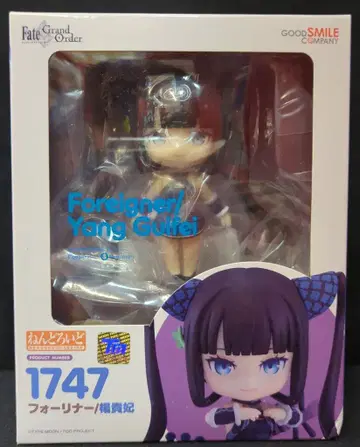 Fate Grand Order
GOOD SMILE
COMPANY
Foreigner/
Yang Guifei
ねんどろいど
PRODUCT NUMBER
1747
フォーリナー/楊貴妃